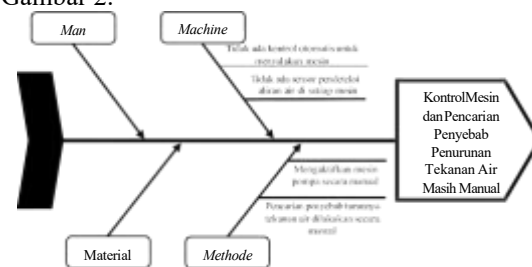 Gambar 2.
Man
Machine
Tidak ada kontrol otomatis untuk
menyalakan mesin
Tidak ada sensor pendeteksi
aliran air di setiap mesin
KontrolMesin
dan Pencarian
Penyebab
Penurunan
Tekanan Air
Masih Manual
Mengaktifkan mesin
pompa secara manual
Pencarian penyebab turunnya
tekanan air dilakukan secara
manual
Material
Methode